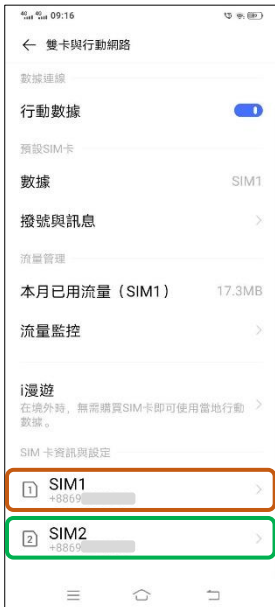 09:16
← 雙卡與行動網路
數據連線
行動數據
預設SIM卡
數據 SIM1
撥號與訊息
流量管理
本月已用流量（SIM1） 17.3MB
流量監控
i漫遊
在境外時，無需購買SIM卡即可使用當地行動
數據。
SIM 卡資訊與設定
1 SIM1
+8869
2 SIM2
+8869